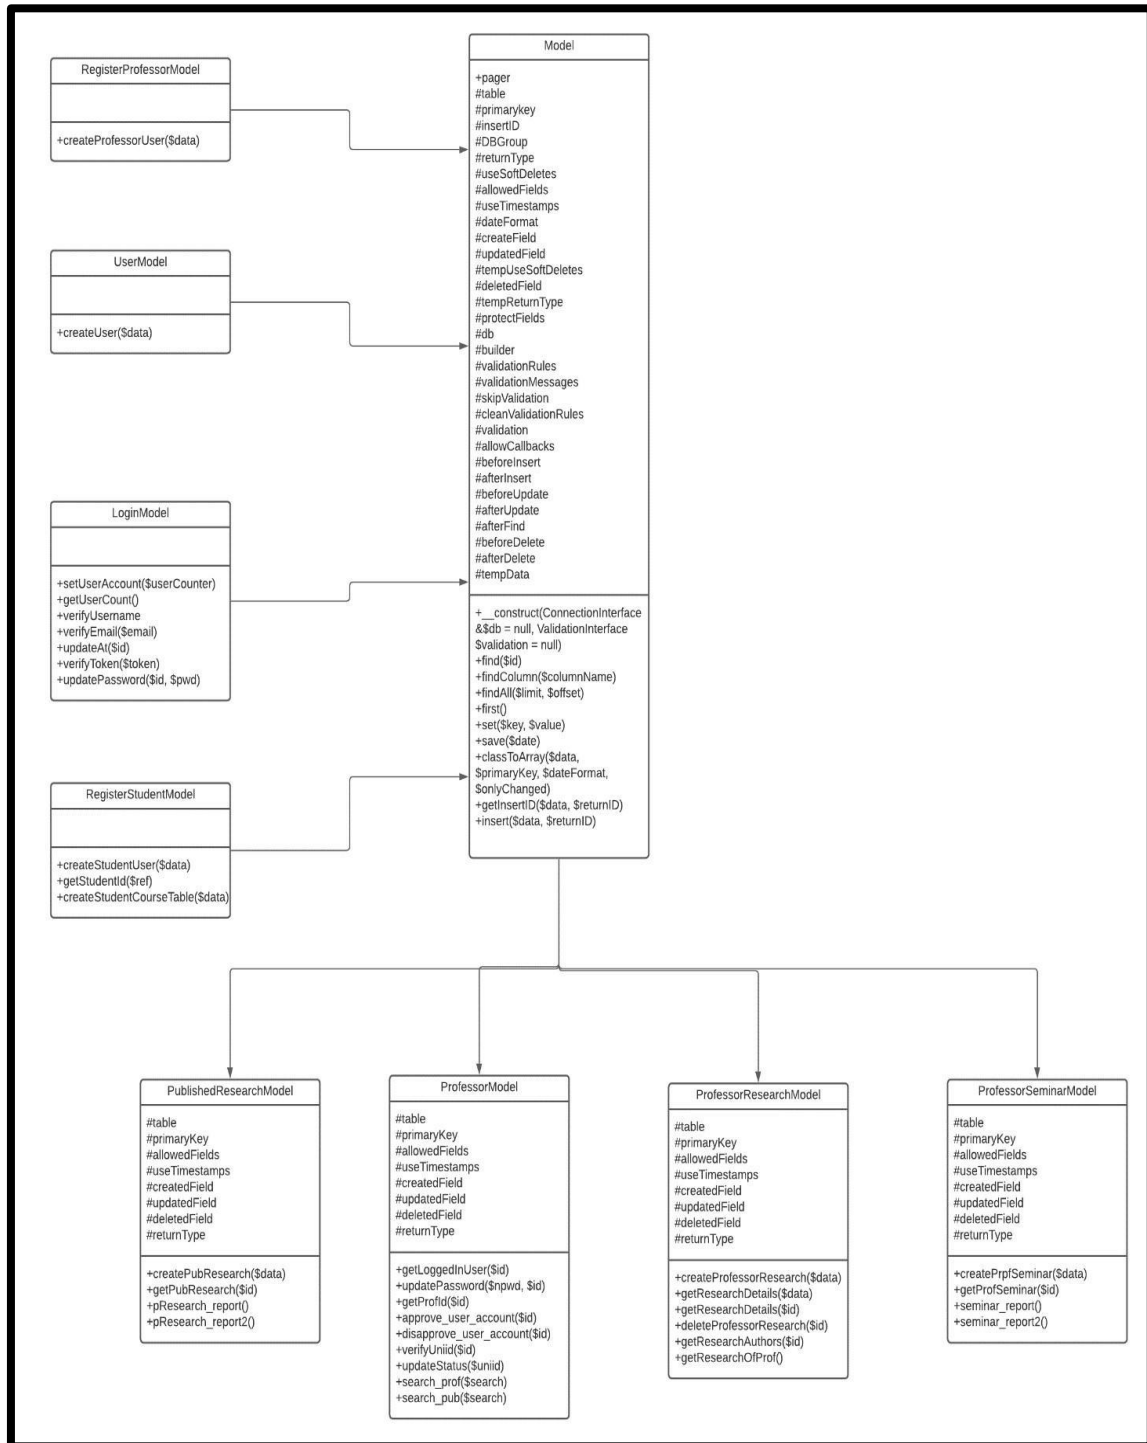 RegisterProfessorModel
+createProfessorUser($data)
UserModel
+createUser($data)
LoginModel
+setUserAccount($userCounter)
+getUserCount()
+verifyUsername
+verifyEmail($email)
+updateAt($id)
+verifyToken($token)
+updatePassword($id, $pwd)
RegisterStudentModel
+createStudentUser($data)
+getStudentId($ref)
+createStudentCourseTable($data)
Model
+pager
#table
#primarykey
#insertID
#DBGroup
#returnType
#useSoftDeletes
#allowedFields
#useTimestamps
#dateFormat
#createField
#updatedField
#tempUseSoftDeletes
#deletedField
#tempReturnType
#protectFields
#db
#builder
#validationRules
#validationMessages
#skipValidation
#cleanValidationRules
#validation
#allowCallbacks
#beforeInsert
#afterInsert
#beforeUpdate
#afterUpdate
#afterFind
#beforeDelete
#afterDelete
#tempData
+__construct(ConnectionInterface
&$db = null, ValidationInterface
$validation = null)
+find($id)
+findColumn($columnName)
+findAll($limit, $offset)
+first()
+set($key, $value)
+save($date)
+classToArray($data,
$primaryKey, $dateFormat,
$onlyChanged)
+getInsertID($data, $returnID)
+insert($data, $returnID)
PublishedResearchModel
#table
#primaryKey
#allowedFields
#useTimestamps
#createdField
#updatedField
#deletedField
#returnType
+createPubResearch($data)
+getPubResearch($id)
+pResearch_report()
+pResearch_report2()
ProfessorModel
#table
#primaryKey
#allowedFields
#useTimestamps
#createdField
#updatedField
#deletedField
#returnType
+getLoggedInUser($id)
+updatePassword($npwd, $id)
+getProfId($id)
+approve_user_account($id)
+disapprove_user_account($id)
+verifyUniid($id)
+updateStatus($uniid)
+search_prof($search)
+search_pub($search)
ProfessorResearchModel
#table
#primaryKey
#allowedFields
#useTimestamps
#createdField
#updatedField
#deletedField
#returnType
+createProfessorResearch($data)
+getResearchDetails($data)
+getResearchDetails($id)
+deleteProfessorResearch($id)
+getResearchAuthors($id)
+getResearchOfProf()
ProfessorSeminarModel
#table
#primaryKey
#allowedFields
#useTimestamps
#createdField
#updatedField
#deletedField
#returnType
+createPrpfSeminar($data)
+getProfSeminar($id)
+seminar_report()
+seminar_report2()